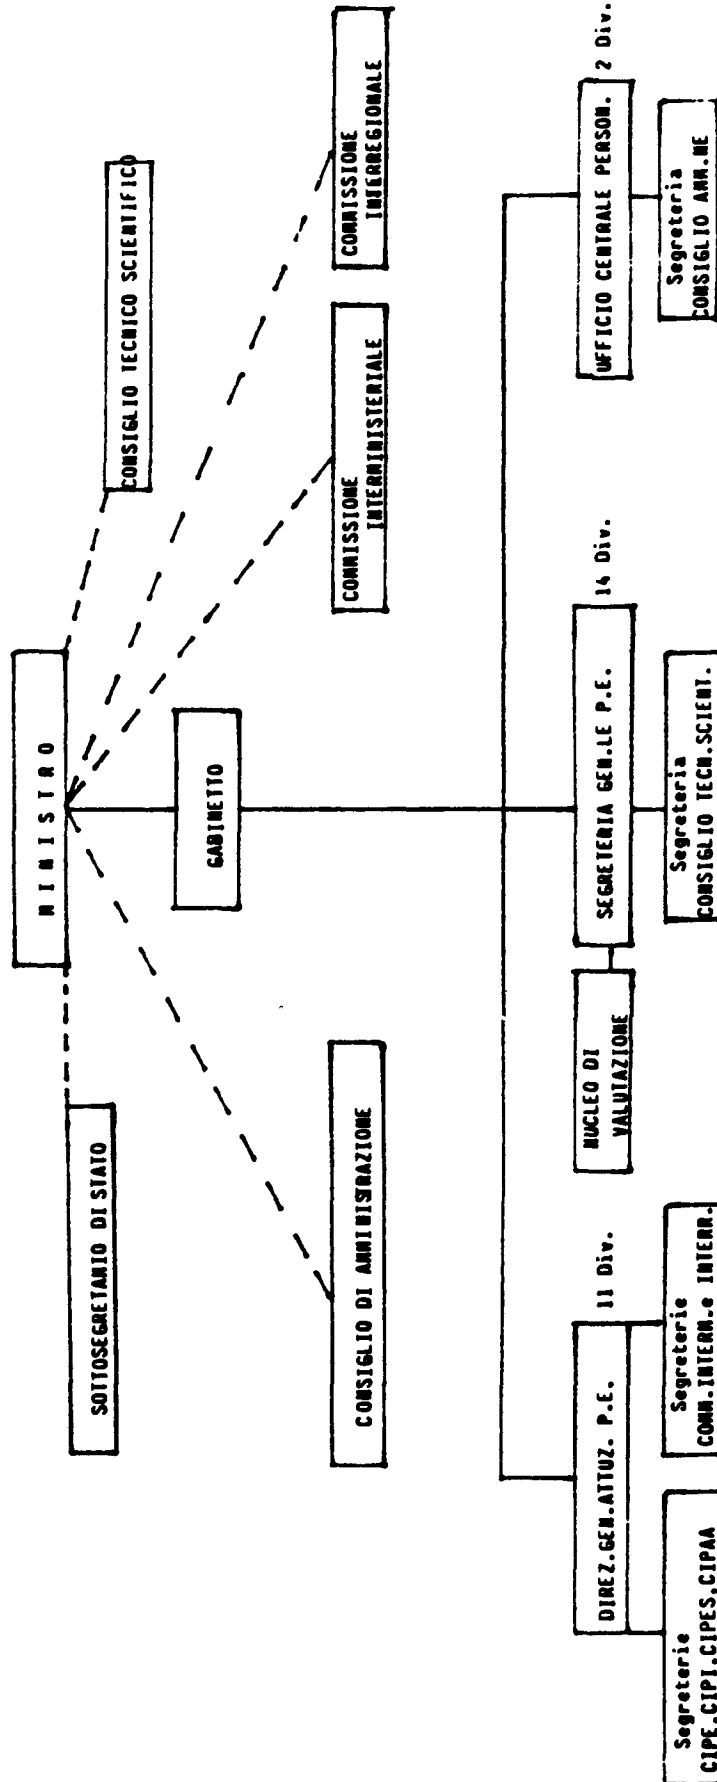 MINISTRO
SOTTOSEGRETARIO DI STATO
CONSIGLIO TECNICO SCIENTIFICO
GABINETTO
CONSIGLIO DI AMMINISTRAZIONE
COMMISSIONE
INTERMINISTERIALE
COMMISSIONE
INTERREGIONALE
DIREZ.GEN.ATTUZ. P.E.
11 Div.
NUCLEO DI
VALUTAZIONE
SEGRETERIA GEN.LE P.E.
14 Div.
UFFICIO CENTRALE PERSON.
2 Div.
Segreterie
CIPE.CIPI.CIPES.CIPAA
Segreterie
COMM.INTERM.e INTERR.
Segreteria
CONSIGLIO TECN.SCIENT.
Segreteria
CONSIGLIO AMM.NE